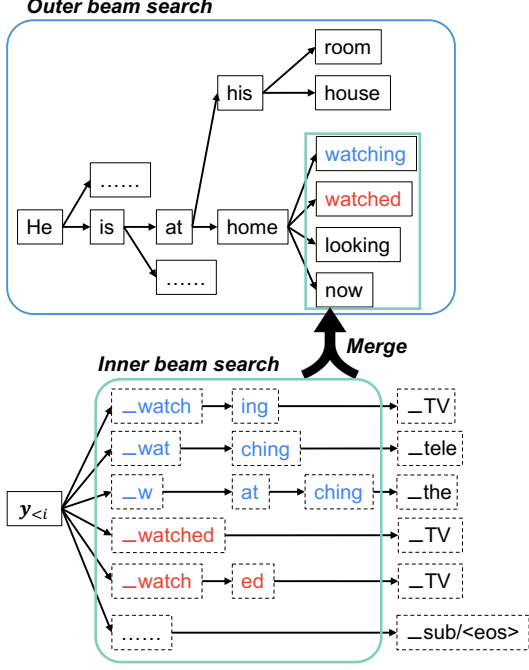 Outer beam search
room
his
house
watching
......
watched
He
is
at
home
looking
......
now
Merge
Inner beam search
_watch
ing
_TV
_wat
ching
_tele
_w
at
ching
_the
y<i
_watched
_TV
_watch
ed
_TV
......
_sub/<eos>